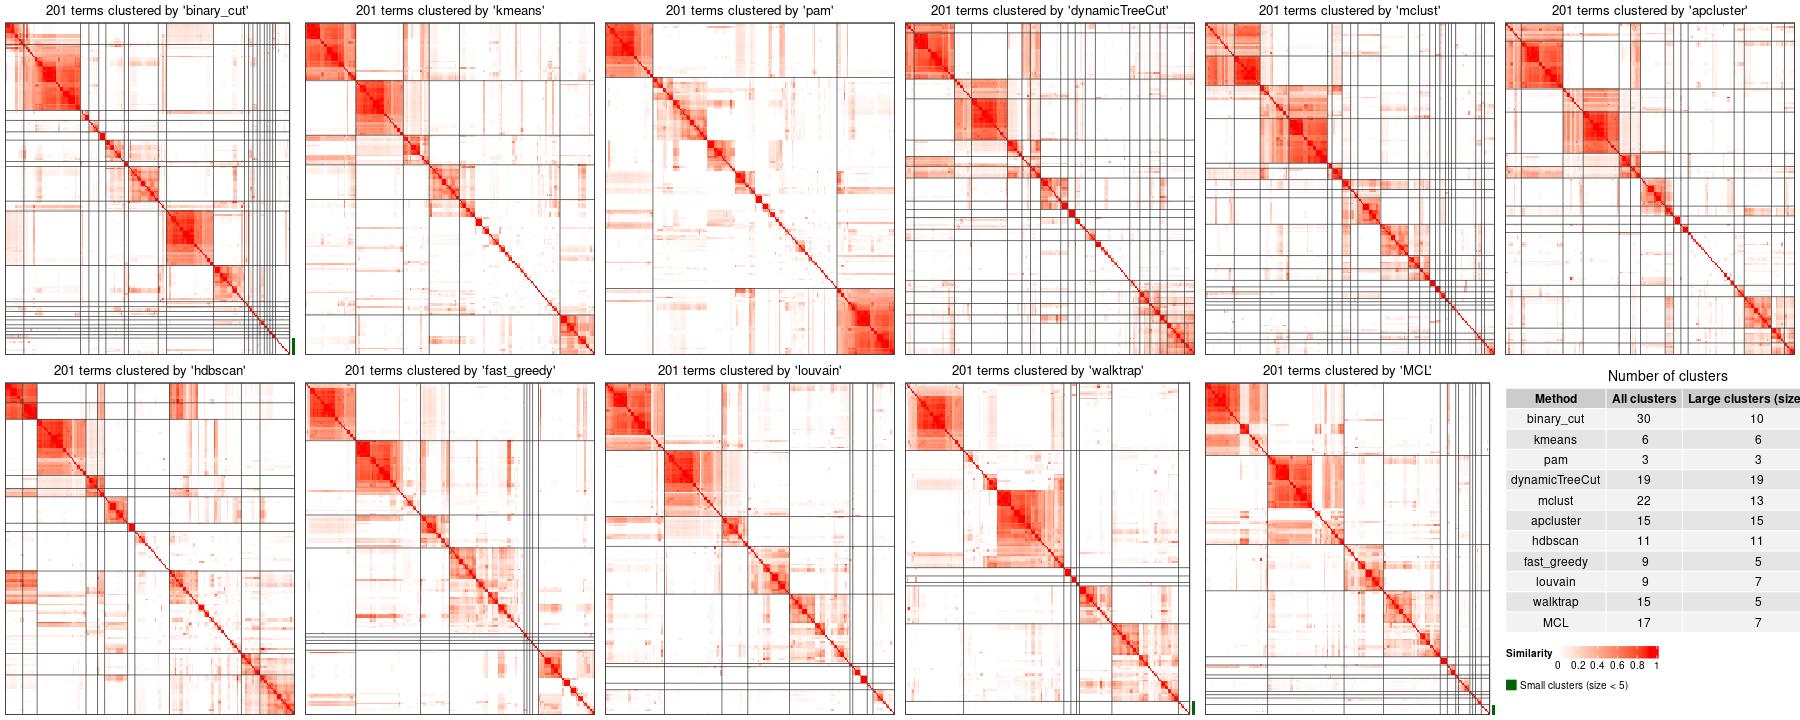 201 terms clustered by 'binary_cut'
201 terms clustered by 'kmeans'
201 terms clustered by 'pam'
201 terms clustered by 'dynamicTreeCut'
201 terms clustered by 'mclust'
201 terms clustered by 'apcluster'
201 terms clustered by 'hdbscan'
201 terms clustered by 'fast_greedy'
201 terms clustered by 'louvain'
201 terms clustered by 'walktrap'
201 terms clustered by 'MCL'
Number of clusters
Method All clusters Large clusters (size
binary_cut 30 10
kmeans 6 6
pam 3 3
dynamicTreeCut 19 19
mclust 22 13
apcluster 15 15
hdbscan 11 11
fast_greedy 9 5
louvain 9 7
walktrap 15 5
MCL 17 7
Similarity
0 0.2 0.4 0.6 0.8 1
Small clusters (size < 5)